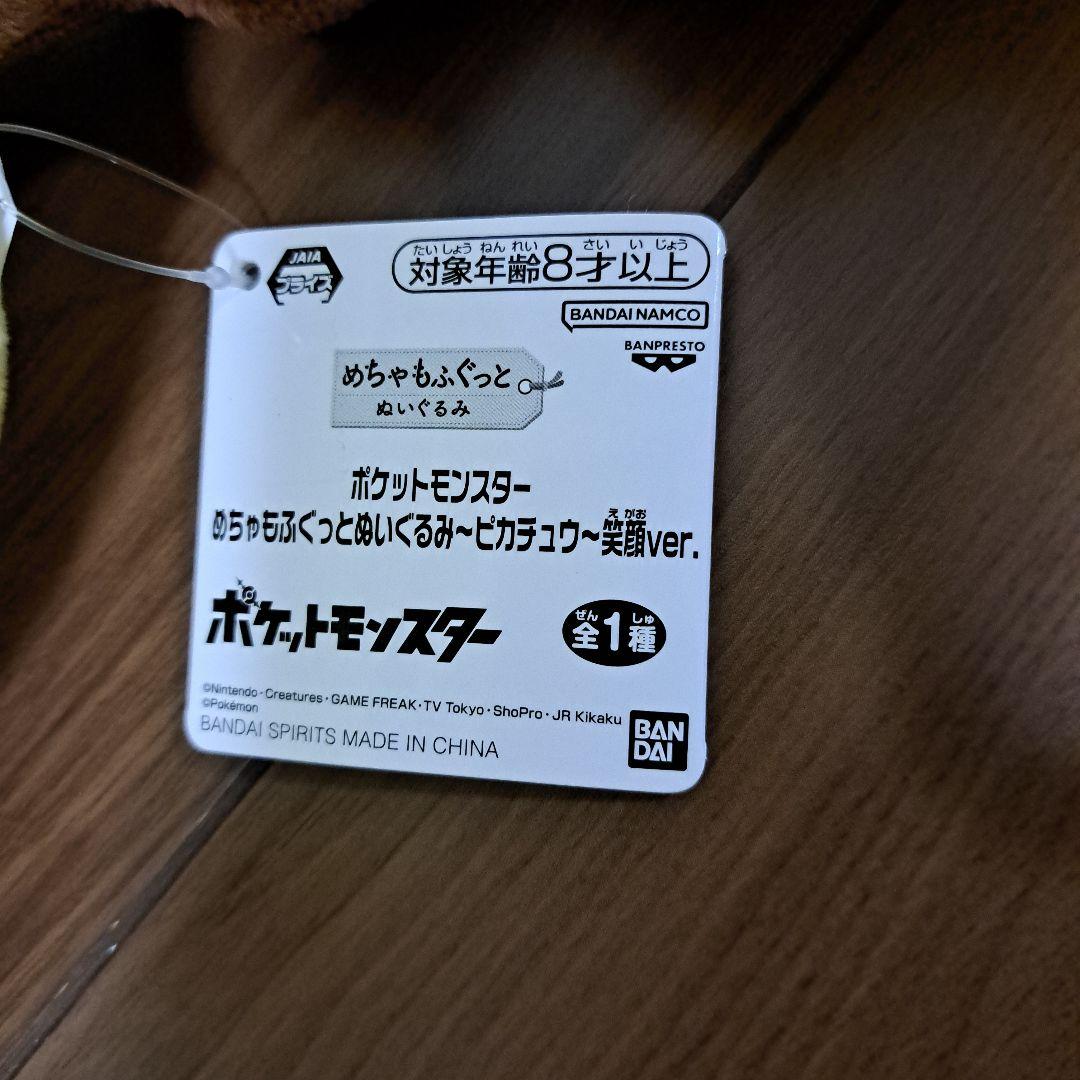 JAIA
プライズ
たいしょうねんれい さいいじょう
対象年齢8才以上
BANDAI NAMCO
BANPRESTO
めちゃもふぐっと
ぬいぐるみ
ポケットモンスター
えがお
めちゃもふぐっとぬいぐるみ~ピカチュウ~笑顔ver.
ポケットモンスター
ぜん しゅ
全1種
©Nintendo・Creatures・GAME FREAK・TV Tokyo・ShoPro・JR Kikaku
©Pokémon
BANDAI SPIRITS MADE IN CHINA
BAN
DAI